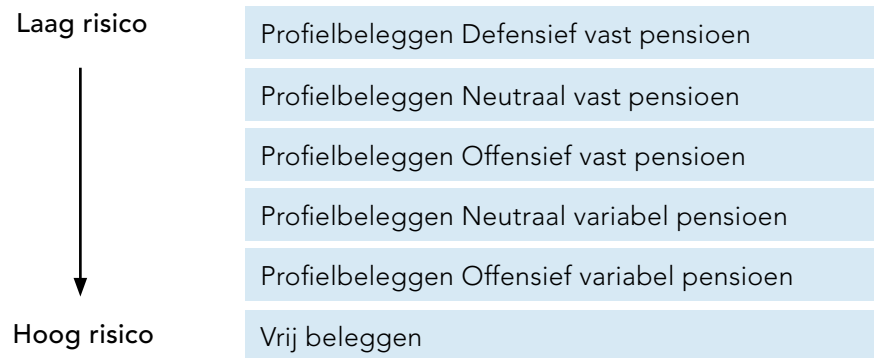 Laag risico
Profielbeleggen Defensief vast pensioen
Profielbeleggen Neutraal vast pensioen
Profielbeleggen Offensief vast pensioen
Profielbeleggen Neutraal variabel pensioen
Profielbeleggen Offensief variabel pensioen
Hoog risico
Vrij beleggen